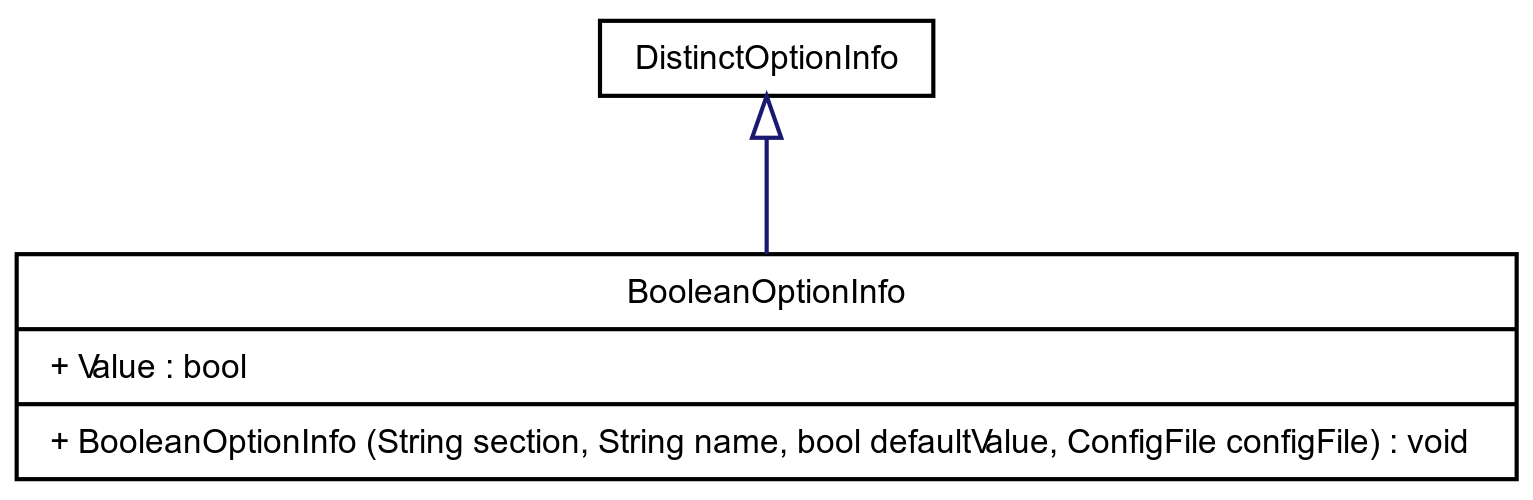 DistinctOptionInfo
BooleanOptionInfo
+ Value : bool
+ BooleanOptionInfo (String section, String name, bool defaultValue, ConfigFile configFile) : void